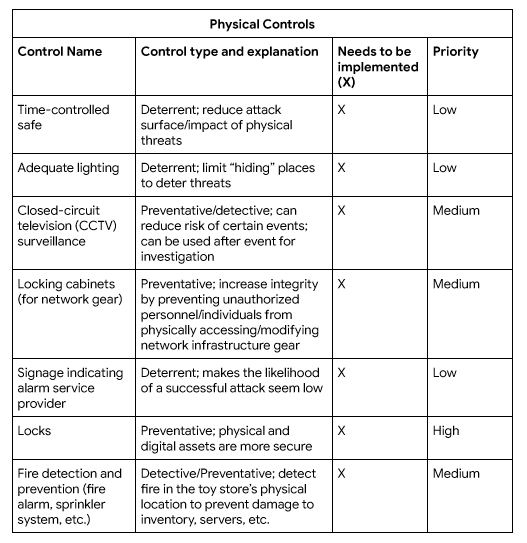 Physical Controls
Control Name
Control type and explanation
Needs to be
implemented
(X)
Priority
Time-controlled
safe
Deterrent; reduce attack
surface/impact of physical
threats
X
Low
Adequate lighting
Deterrent; limit “hiding” places
to deter threats
X
Low
Closed-circuit
television (CCTV)
surveillance
Preventative/detective; can
reduce risk of certain events;
can be used after event for
investigation
X
Medium
Locking cabinets
(for network gear)
Preventative; increase integrity
by preventing unauthorized
personnel/individuals from
physically accessing/modifying
network infrastructure gear
X
Medium
Signage indicating
alarm service
provider
Deterrent; makes the likelihood
of a successful attack seem low
X
Low
Locks
Preventative; physical and
digital assets are more secure
X
High
Fire detection and
prevention (fire
alarm, sprinkler
system, etc.)
Detective/Preventative; detect
fire in the toy store’s physical
location to prevent damage to
inventory, servers, etc.
X
Medium